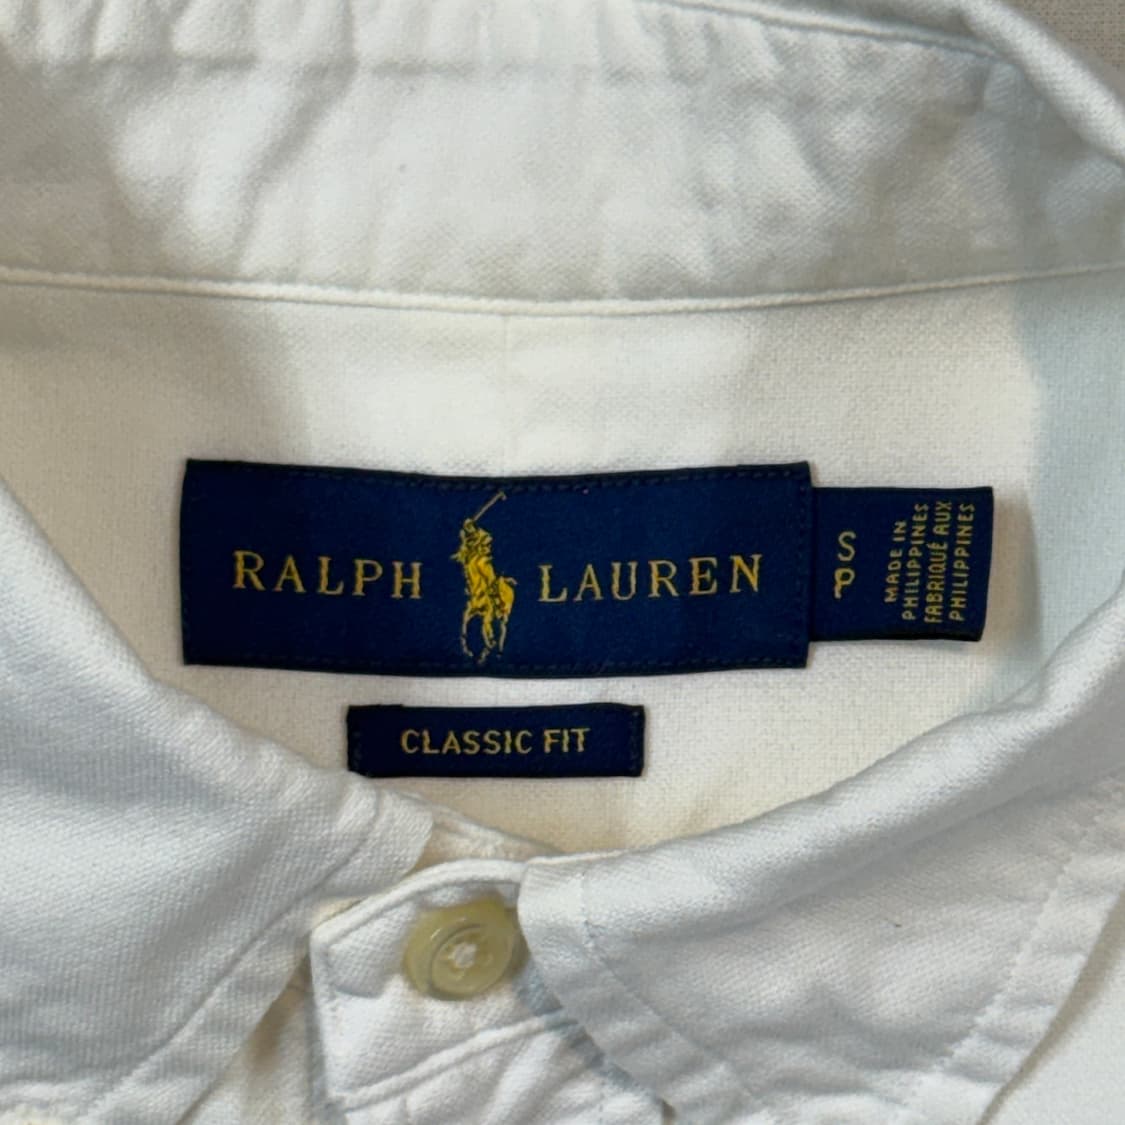 RALPH LAUREN
S
P
MADE IN
PHILIPPINES
FABRIQUÉ AUX
PHILIPPINES
CLASSIC FIT